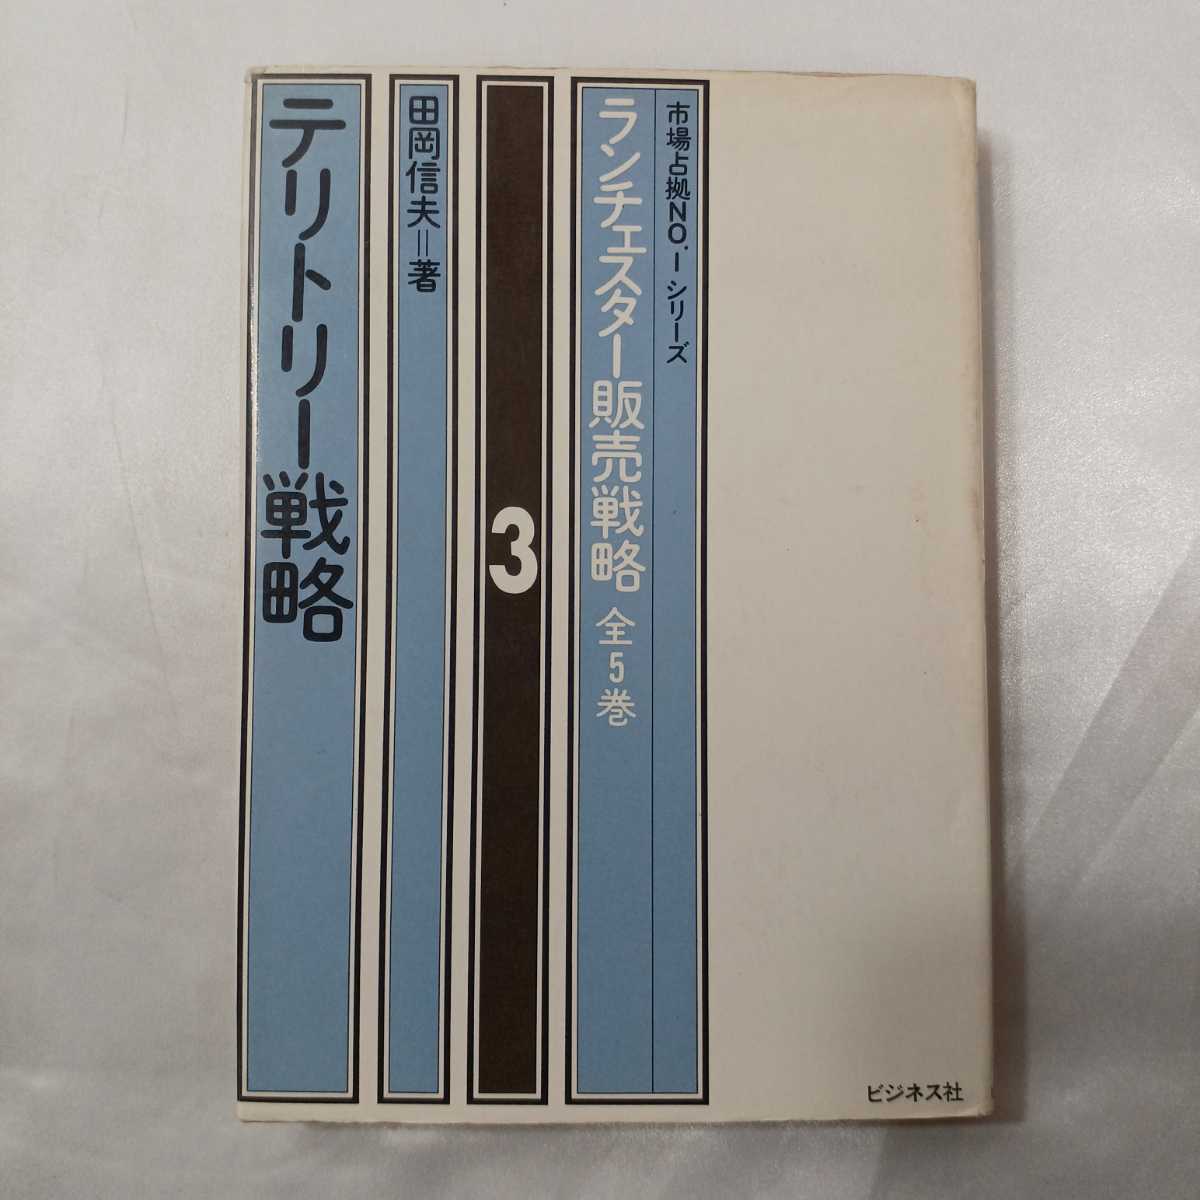 市場占拠NO.1シリーズ
ランチェスター販売戦略 全5巻
3
田岡信夫=著
テリトリー戦略
ビジネス社